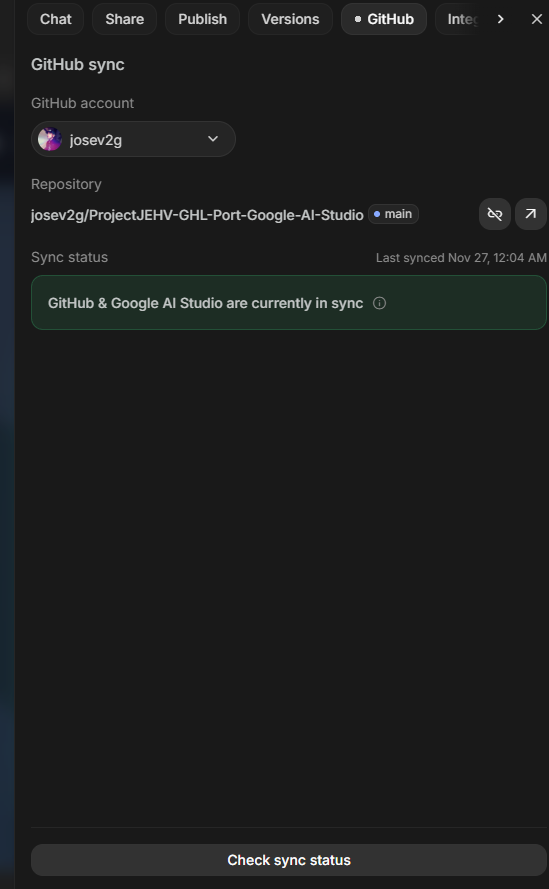 Chat Share Publish Versions GitHub Integ
GitHub sync
GitHub account
josev2g
Repository
josev2g/ProjectJEHV-GHL-Port-Google-AI-Studio main
Sync status Last synced Nov 27, 12:04 AM
GitHub & Google AI Studio are currently in sync
Check sync status